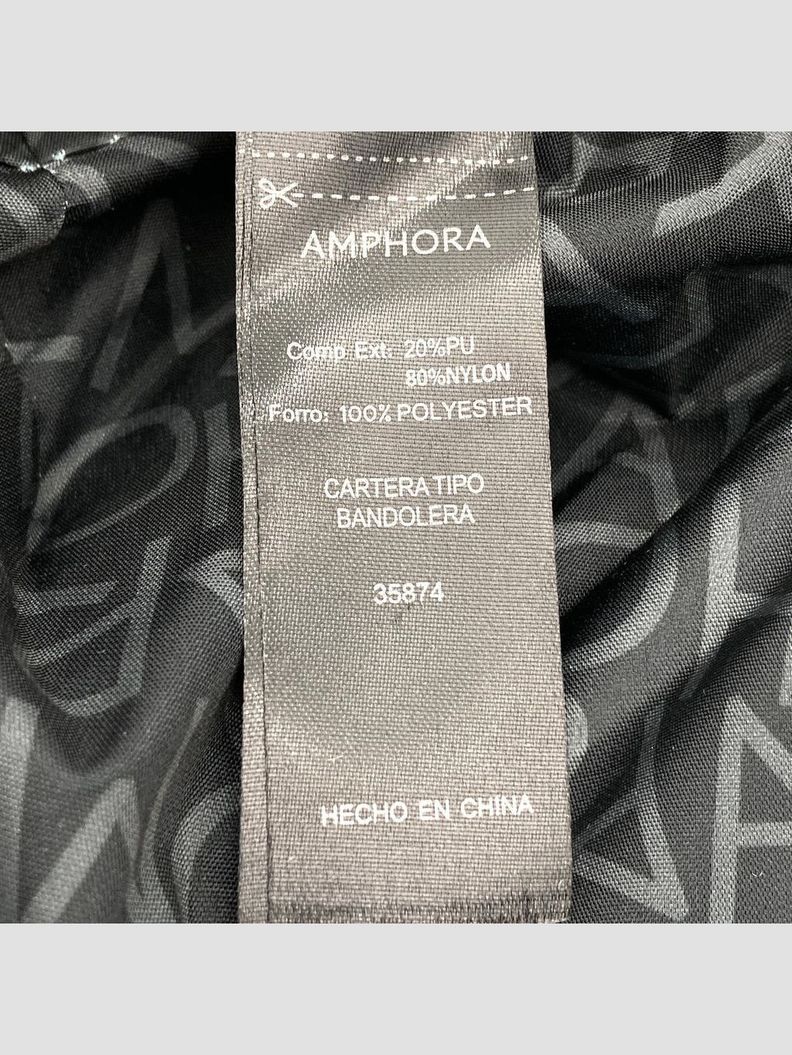 AMPHORA
Comp Ext: 20%PU
80%NYLON
Forro: 100% POLYESTER
CARTERA TIPO
BANDOLERA
35874
HECHO EN CHINA